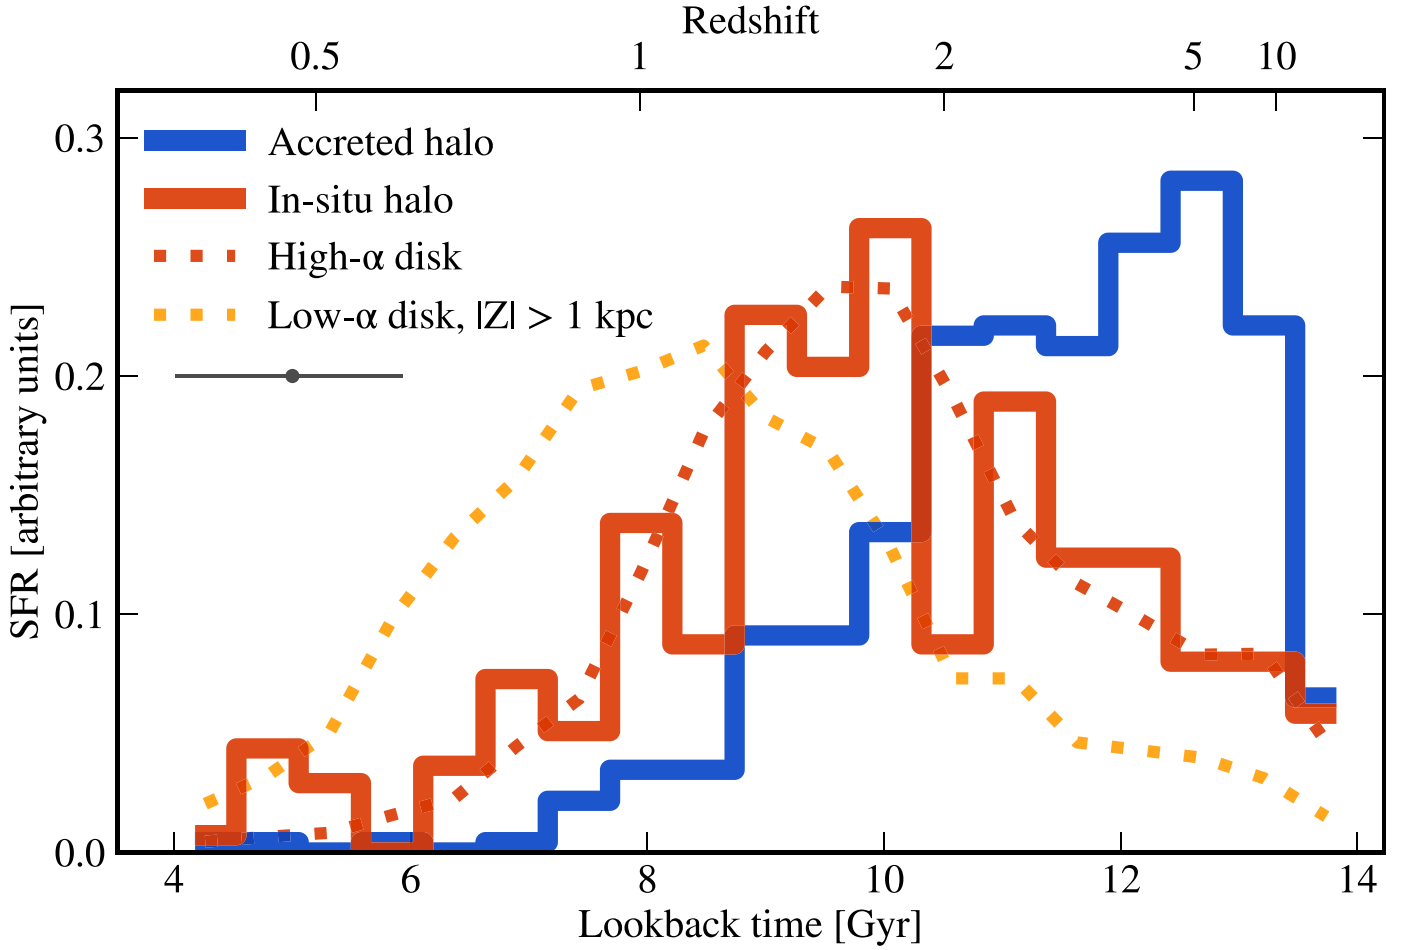 Redshift
0.5 1 2 5 10
0.3
Accreted halo
In-situ halo
High-α disk
Low-α disk, |Z| > 1 kpc
0.2
SFR [arbitrary units]
0.1
0.0
4 6 8 10 12 14
Lookback time [Gyr]